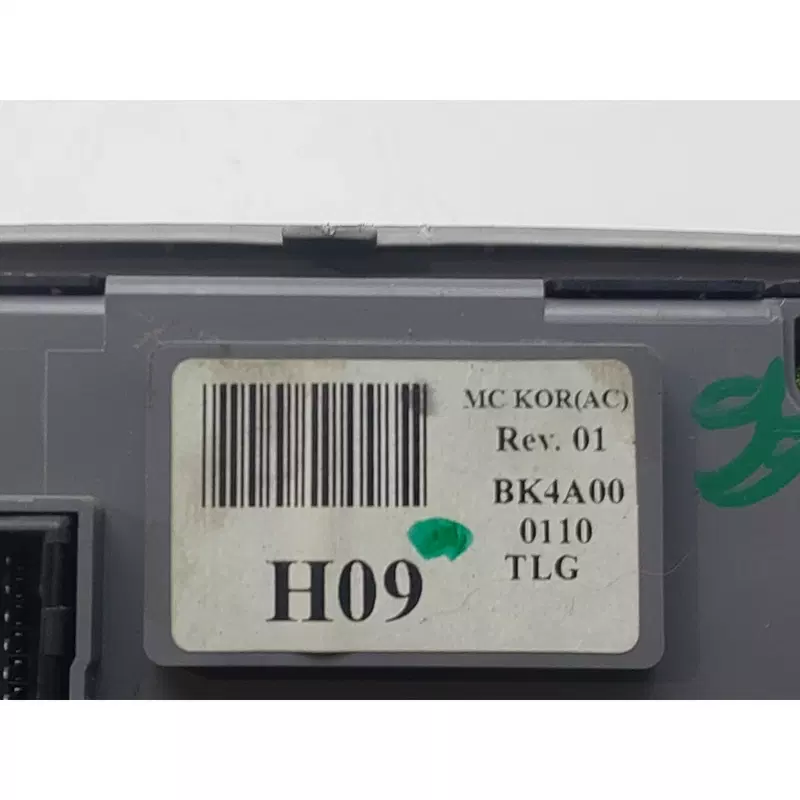 MC KOR(AC)
Rev. 01
BK4A00
0110
TLG
H09